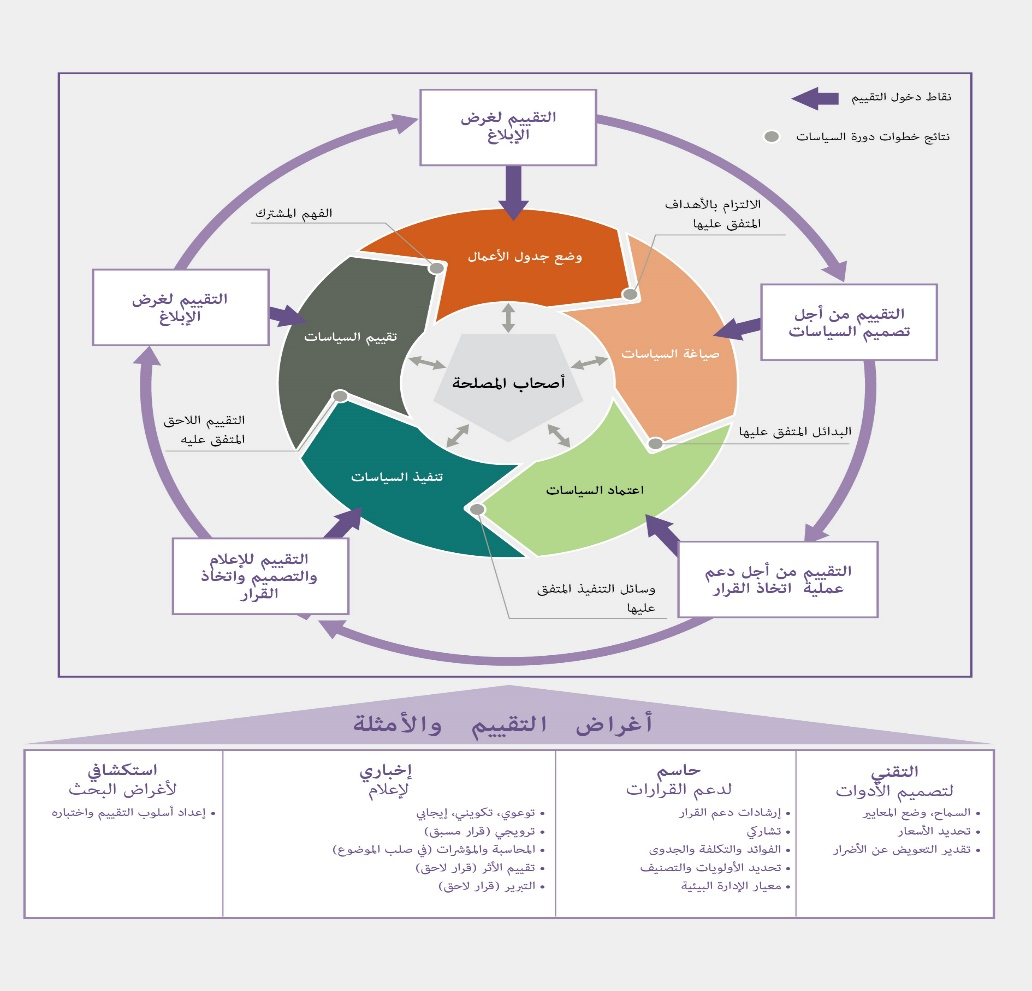 نقاط دخول التقييم
نتائج خطوات دورة السياسات
التقييم لغرض
الإبلاغ
الالتزام بالأهداف
المتفق عليها
الفهم المشترك
وضع جدول الأعمال
التقييم من أجل
تصميم السياسات
صياغة السياسات
تقييم السياسات
التقييم لغرض
الإبلاغ
أصحاب المصلحة
البدائل المتفق عليها
التقييم اللاحق
المتفق عليه
اعتماد السياسات
تنفيذ السياسات
التقييم من أجل دعم
عملية اتخاذ القرار
وسائل التنفيذ المتفق
عليها
التقييم للإعلام
والتصميم واتخاذ
القرار
أغراض التقييم والأمثلة
التقني
لتصميم الأدوات
• السماح، وضع المعايير
• تحديد الأسعار
• تقدير التعويض عن الأضرار
حاسم
لدعم القرارات
• إرشادات دعم القرار
• تشاركي
• الفوائد والتكلفة والجدوى
• تحديد الأولويات والتصنيف
• معيار الإدارة البيئية
إخباري
لإعلام
• توعوي، تكويني، إيجابي
• ترويجي (قرار مسبق)
• المحاسبة والمؤشرات (في صلب الموضوع)
• تقييم الأثر (قرار لاحق)
• التبرير (قرار لاحق)
استكشافي
لأغراض البحث
• إعداد أسلوب التقييم واختباره